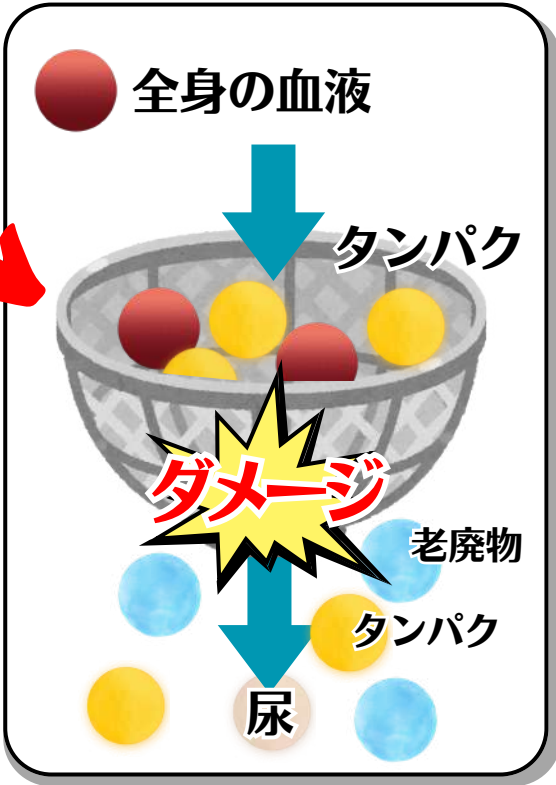 全身の血液
タンパク
ダメージ
老廃物
タンパク
尿